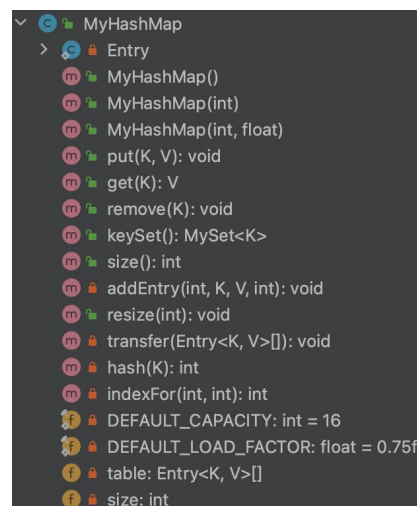 MyHashMap
Entry
MyHashMap()
MyHashMap(int)
MyHashMap(int, float)
put(K, V): void
get(K): V
remove(K): void
keySet(): MySet<K>
size(): int
addEntry(int, K, V, int): void
resize(int): void
transfer(Entry<K, V>[]): void
hash(K): int
indexFor(int, int): int
DEFAULT_CAPACITY: int = 16
DEFAULT_LOAD_FACTOR: float = 0.75f
table: Entry<K, V>[]
size: int